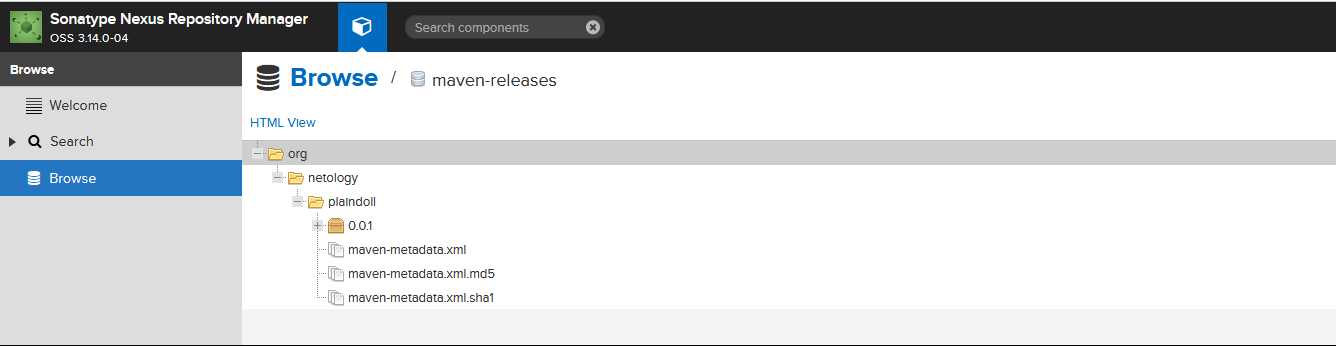 Sonatype Nexus Repository Manager
OSS 3.14.0-04
Search components
Browse
Welcome
Search
Browse
Browse / maven-releases
HTML View
org
netology
plaindoll
0.0.1
maven-metadata.xml
maven-metadata.xml.md5
maven-metadata.xml.sha1